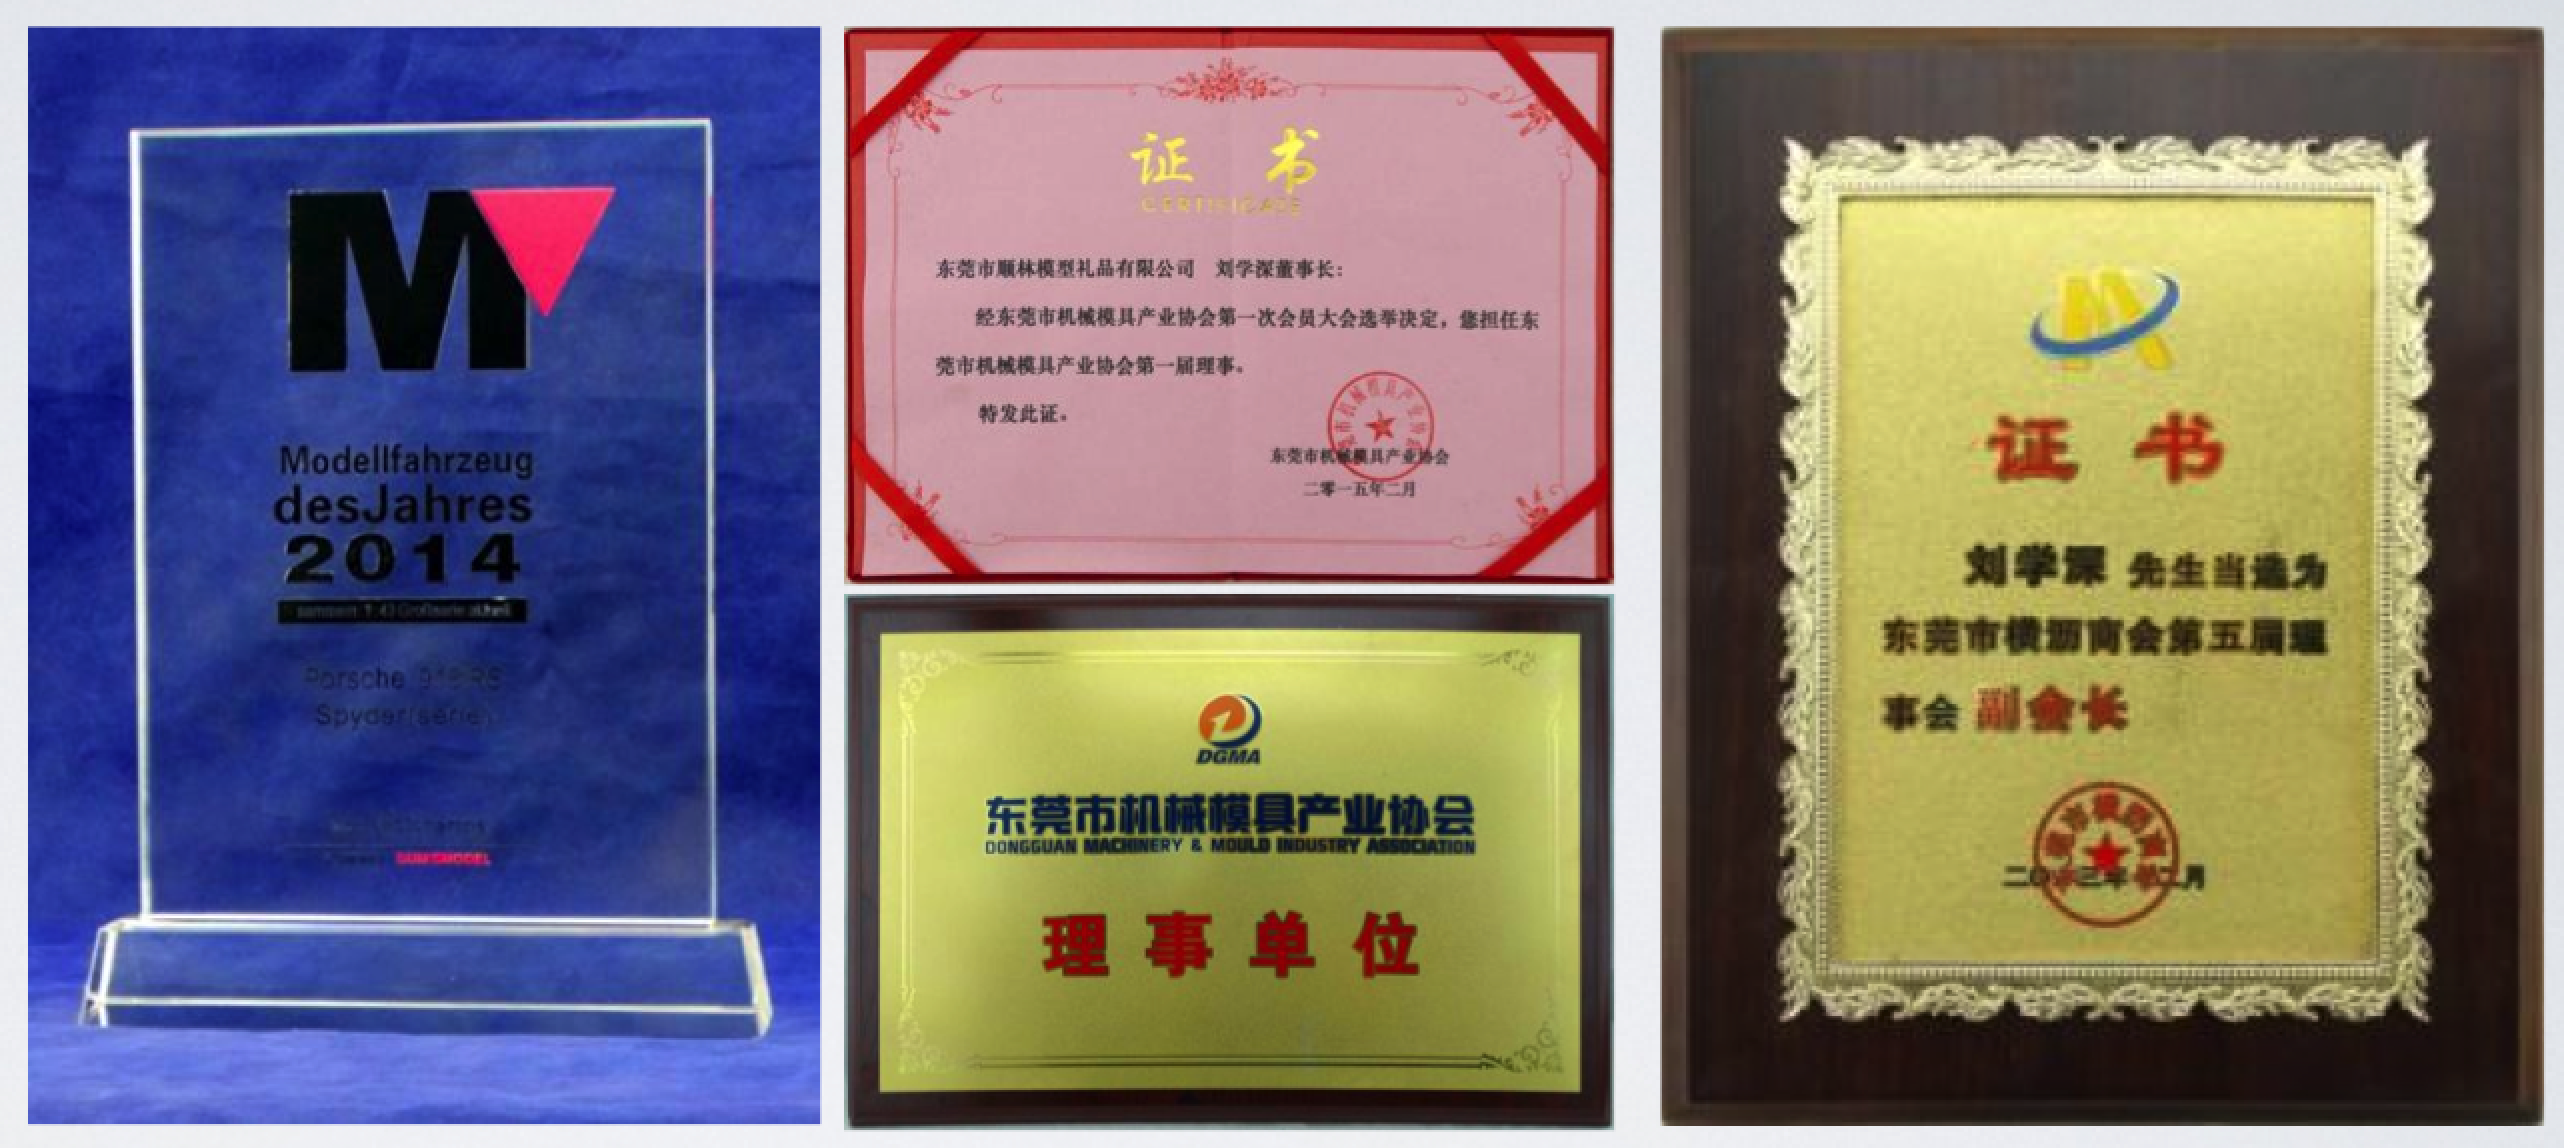 M
Modellfahrzeug
desJahres
2014
1:43 Großserie
Porsche 918 RS
Spyder(serie)
证 书
CERTIFICATE
东莞市顺林模型礼品有限公司 刘学深董事长：
经东莞市机械模具产业协会第一次会员大会选举决定，您担任东
莞市机械模具产业协会第一届理事。
特发此证。
东莞市机械模具产业协会
二零一五年二月
DGMA
东莞市机械模具产业协会
DONGGUAN MACHINERY & MOULD INDUSTRY ASSOCIATION
理事单位
证 书
刘学深 先生当选为
东莞市横沥商会第五届理
事会 副会长